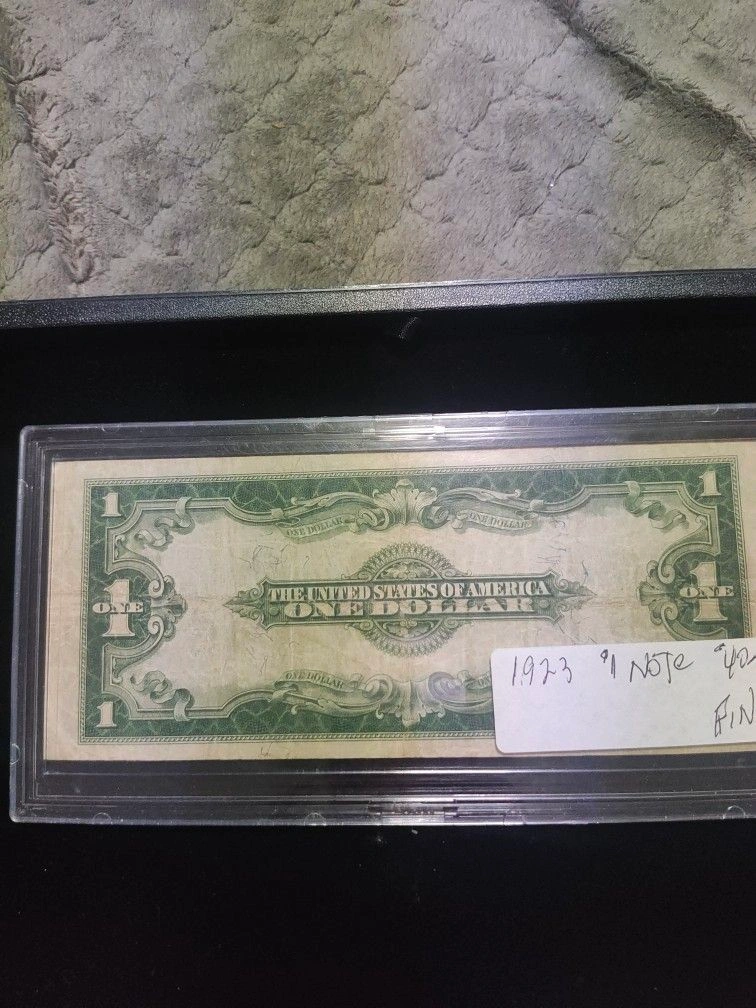 1 1
ONE DOLLAR ONE DOLLAR
THE UNITED STATES OF AMERICA
1 ONE ONE DOLLAR 1 ONE
ONE DOLLAR
1
1923 $1 NOTE